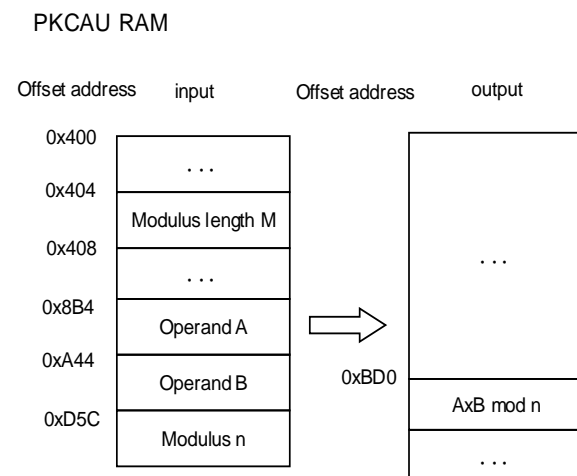 PKCAU RAM
Offset address input Offset address output
0x400
...
0x404
Modulus length M
0x408
...
0x8B4
Operand A
0xA44
Operand B
0xD5C
Modulus n
...
0xBD0
AxB mod n
...